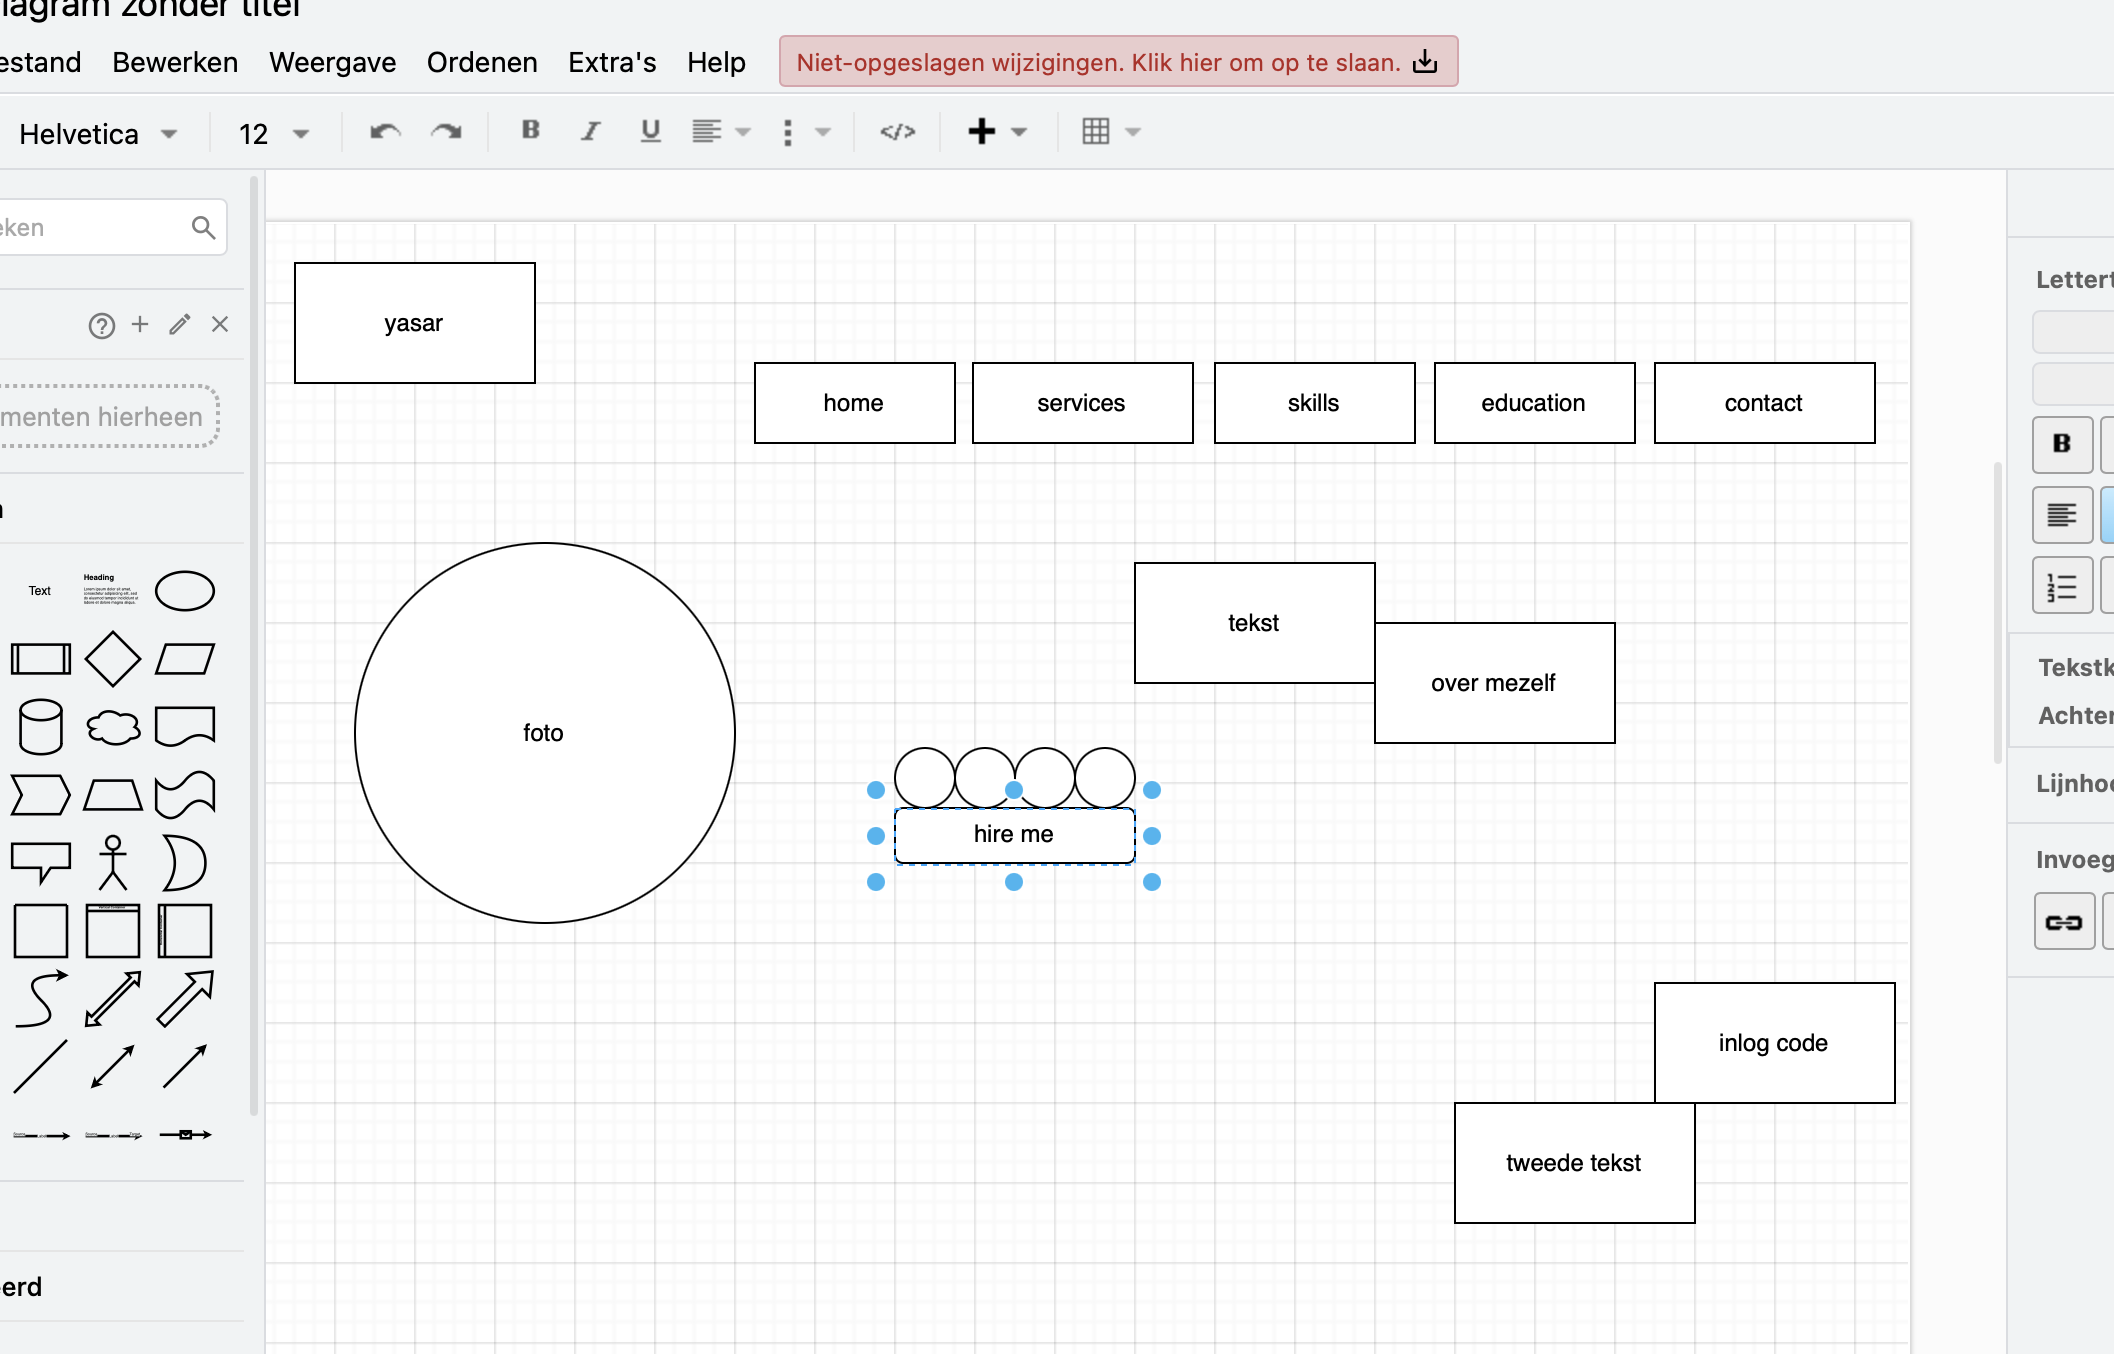 iagram zonder titel
estand Bewerken Weergave Ordenen Extra's Help Niet-opgeslagen wijzigingen. Klik hier om op te slaan.
Helvetica 12 B I U </>
eken
yasar
Lettert
home services skills education contact
menten hierheen
B
Text Heading
tekst
over mezelf
Tekstk
Achter
foto
Lijnho
hire me
Invoeg
inlog code
tweede tekst
eerd